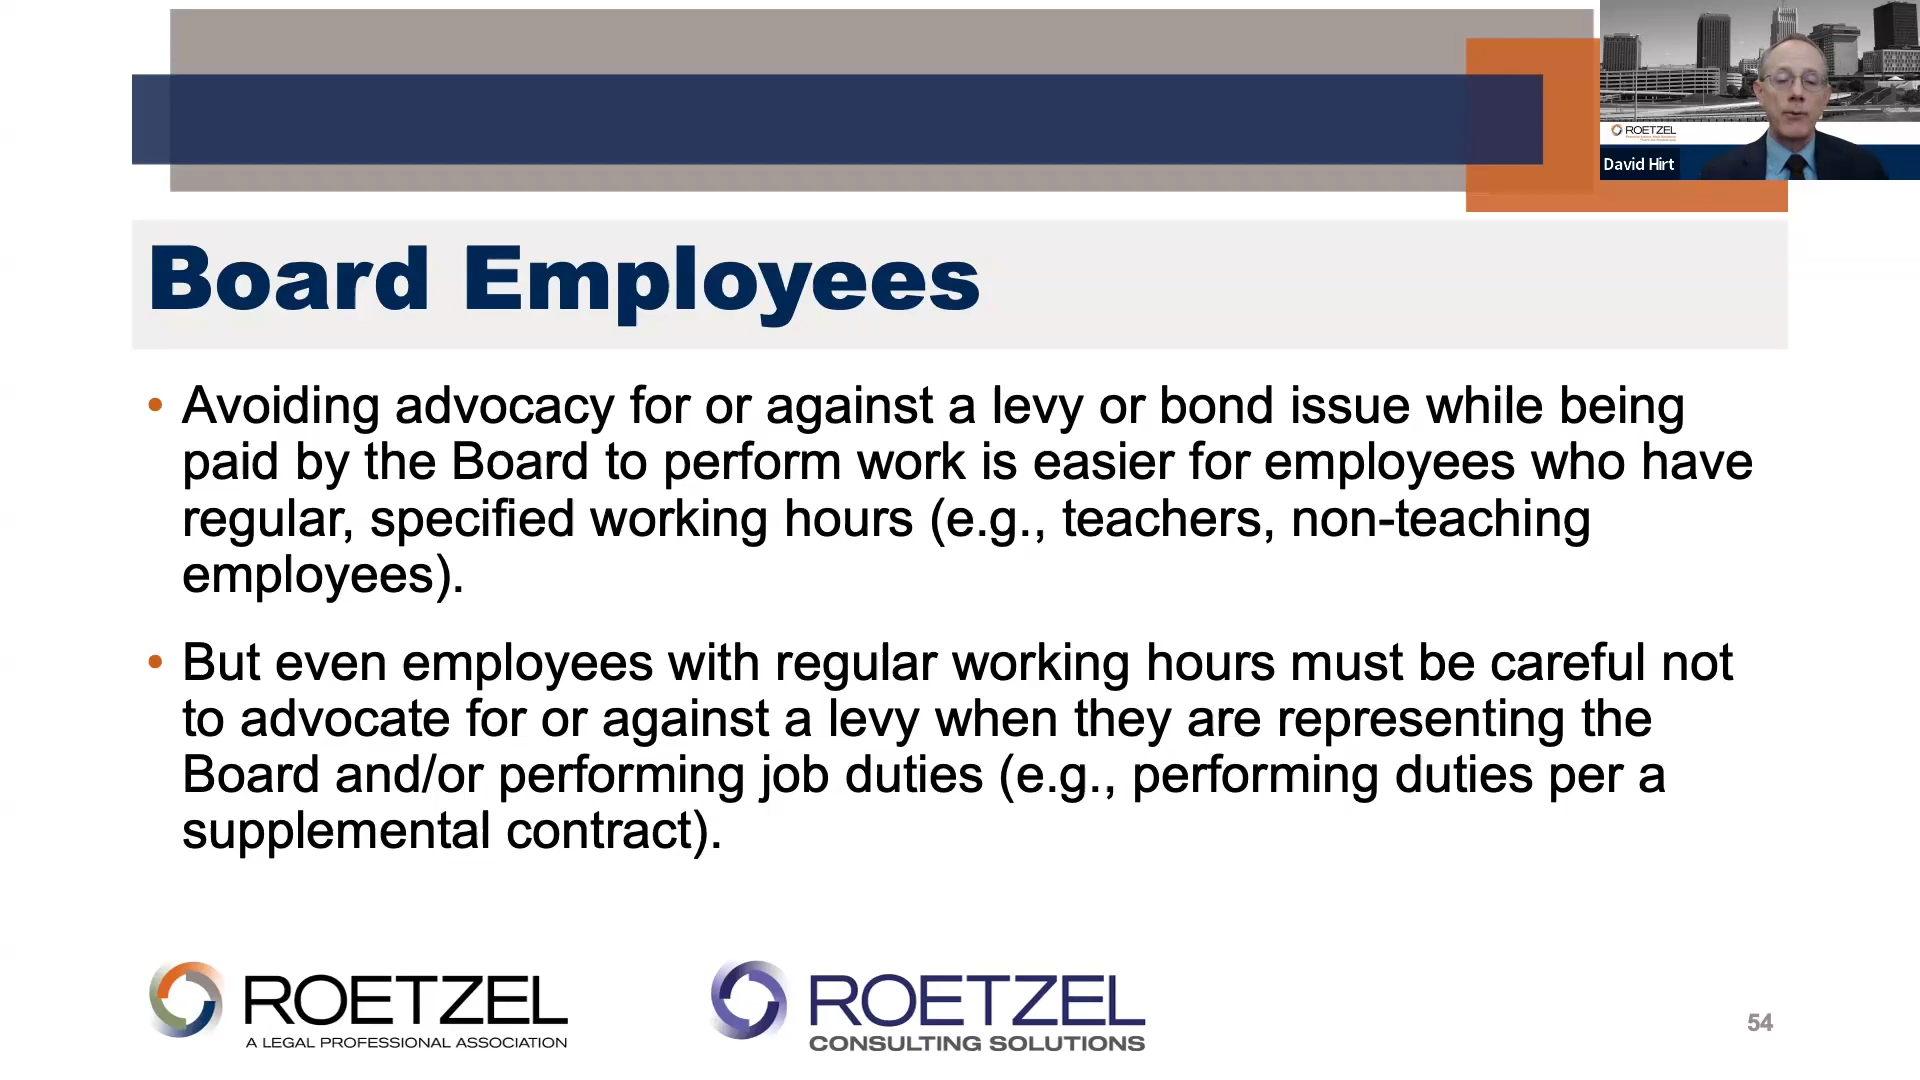 ROETZEL
David Hirt
Board Employees
• Avoiding advocacy for or against a levy or bond issue while being
paid by the Board to perform work is easier for employees who have
regular, specified working hours (e.g., teachers, non-teaching
employees).
• But even employees with regular working hours must be careful not
to advocate for or against a levy when they are representing the
Board and/or performing job duties (e.g., performing duties per a
supplemental contract).
ROETZEL
A LEGAL PROFESSIONAL ASSOCIATION
ROETZEL
CONSULTING SOLUTIONS
54